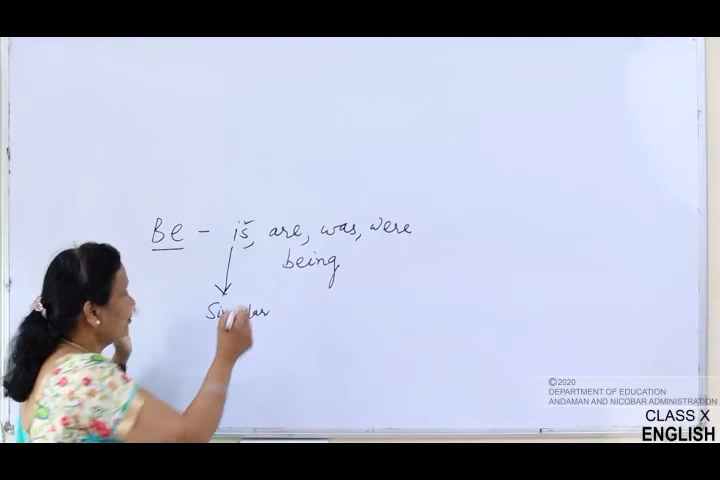 Be - is, are, was, were
being
©2020
DEPARTMENT OF EDUCATION
ANDAMAN AND NICOBAR ADMINISTRATION
CLASS X
ENGLISH